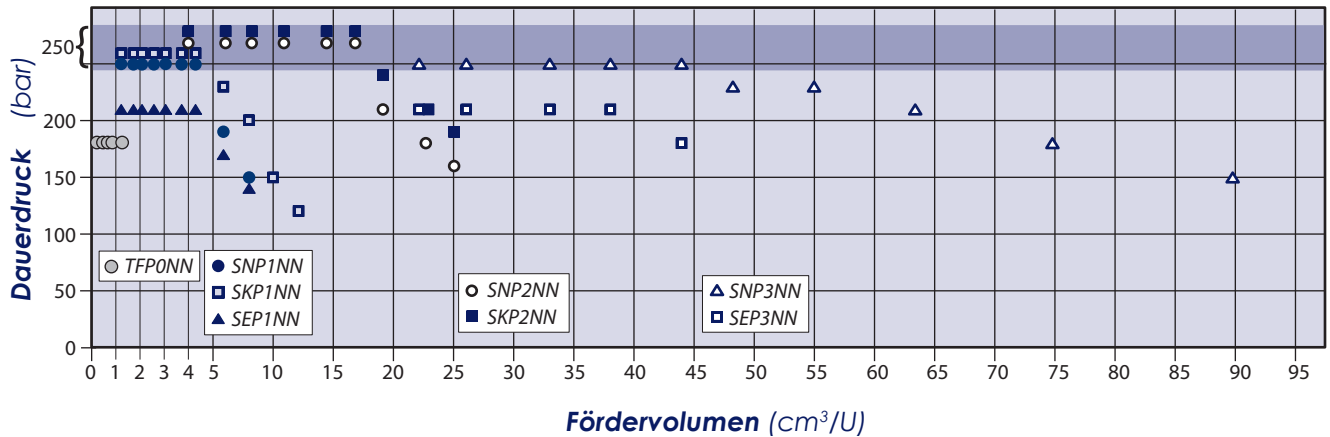 Dauerdruck (bar)
250
200
150
100
50
0
TFP0NN
SNP1NN
SKP1NN
SEP1NN
SNP2NN
SKP2NN
SNP3NN
SEP3NN
0 1 2 3 4 5 10 15 20 25 30 35 40 45 50 55 60 65 70 75 80 85 90 95
Fördervolumen (cm³/U)